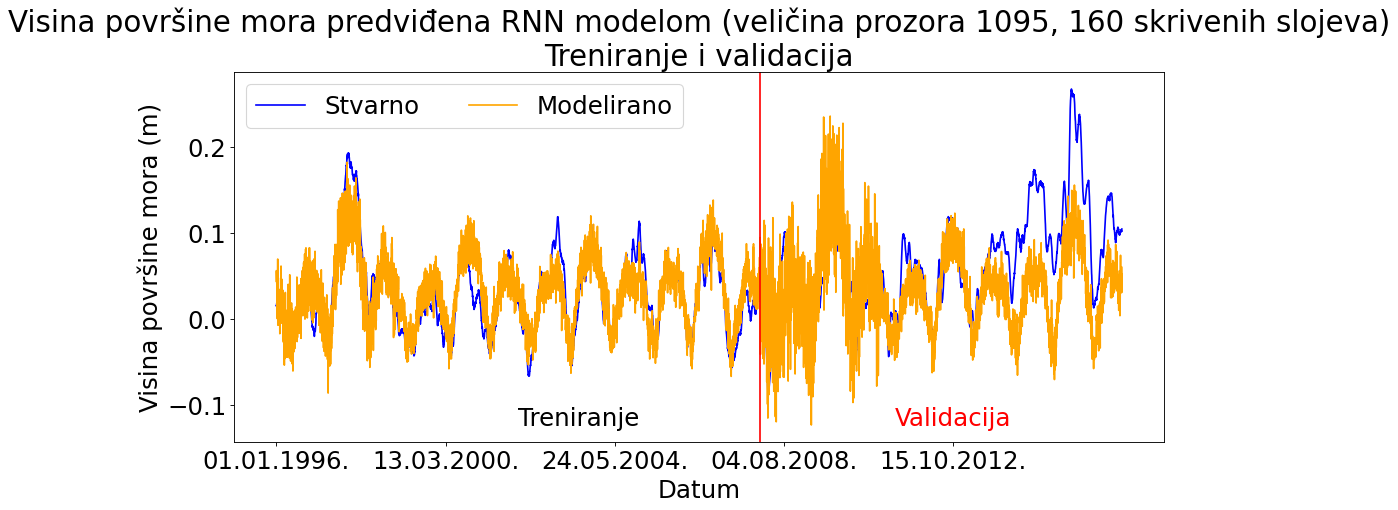 Visina površine mora predviđena RNN modelom (veličina prozora 1095, 160 skrivenih slojeva)
Treniranje i validacija
Stvarno
Modelirano
Visina površine mora (m)
0.2
0.1
0.0
−0.1
Treniranje
Validacija
01.01.1996.
13.03.2000.
24.05.2004.
04.08.2008.
15.10.2012.
Datum